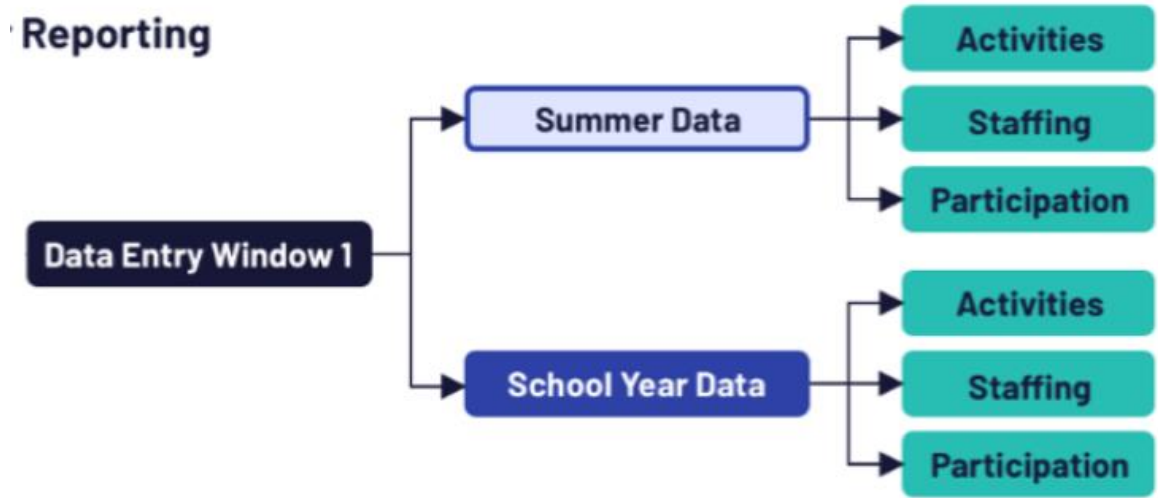 Reporting
Data Entry Window 1
Summer Data
Activities
Staffing
Participation
School Year Data
Activities
Staffing
Participation